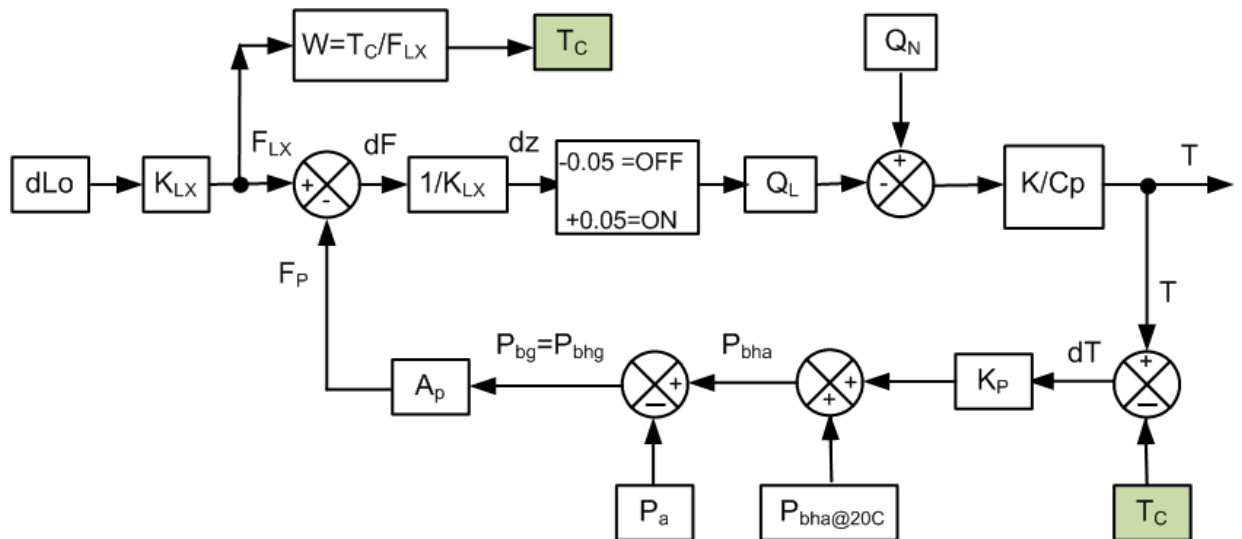 W=T_C/F_LX
T_C
Q_N
dLo
K_LX
F_LX
+
-
dF
1/K_LX
dz
-0.05 =OFF
+0.05=ON
Q_L
+
-
K/Cp
T
T
F_P
A_p
P_bg=P_bhg
+
−
P_bha
+
+
K_P
dT
+
−
P_a
P_bha@20C
T_C